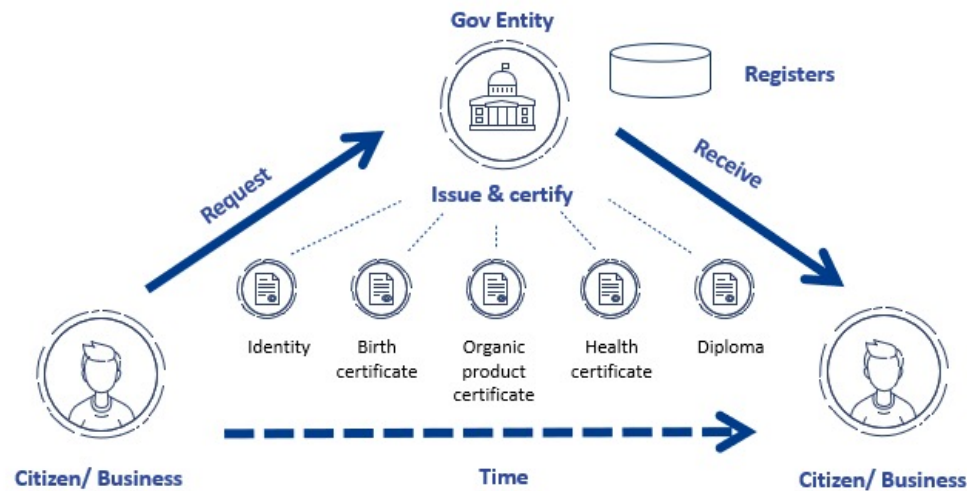 Gov Entity
Registers
Request
Receive
Issue & certify
Identity
Birth
certificate
Organic
product
certificate
Health
certificate
Diploma
Citizen/ Business
Time
Citizen/ Business